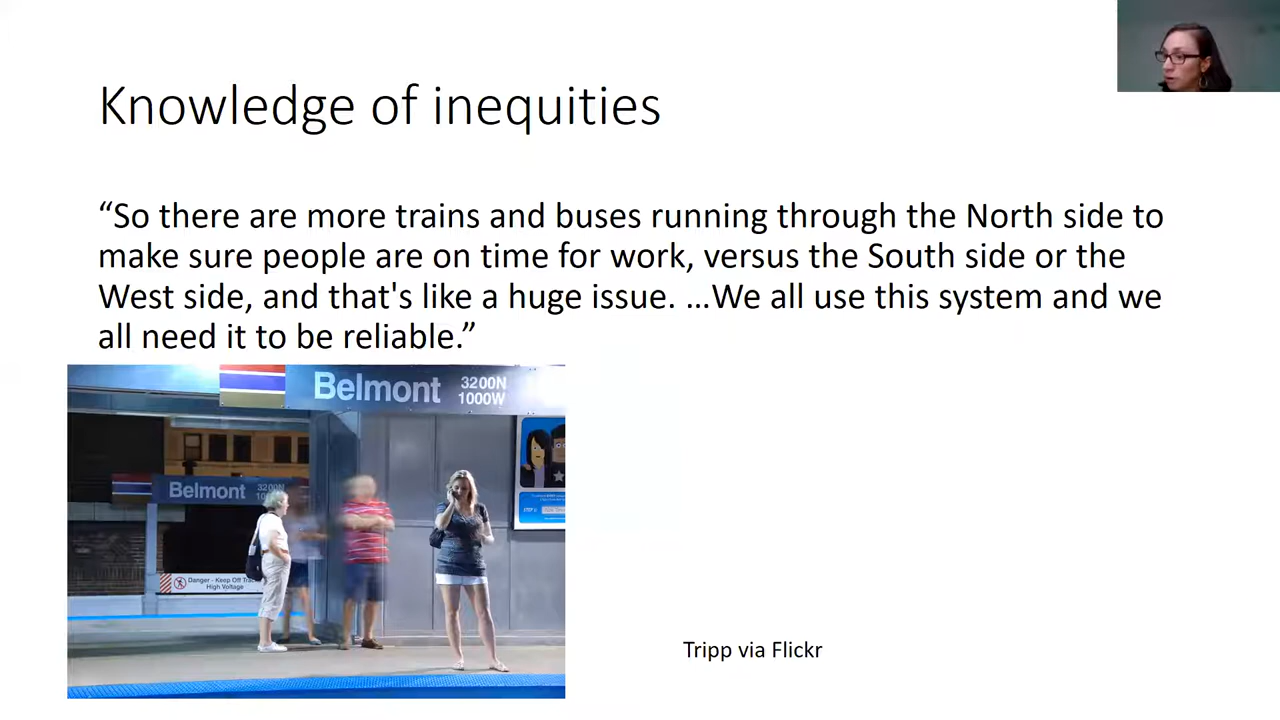 Knowledge of inequities
“So there are more trains and buses running through the North side to
make sure people are on time for work, versus the South side or the
West side, and that's like a huge issue. …We all use this system and we
all need it to be reliable.”
Belmont 3200N
1000W
Belmont 3200N
Danger - Keep Off
High Voltage
Tripp via Flickr